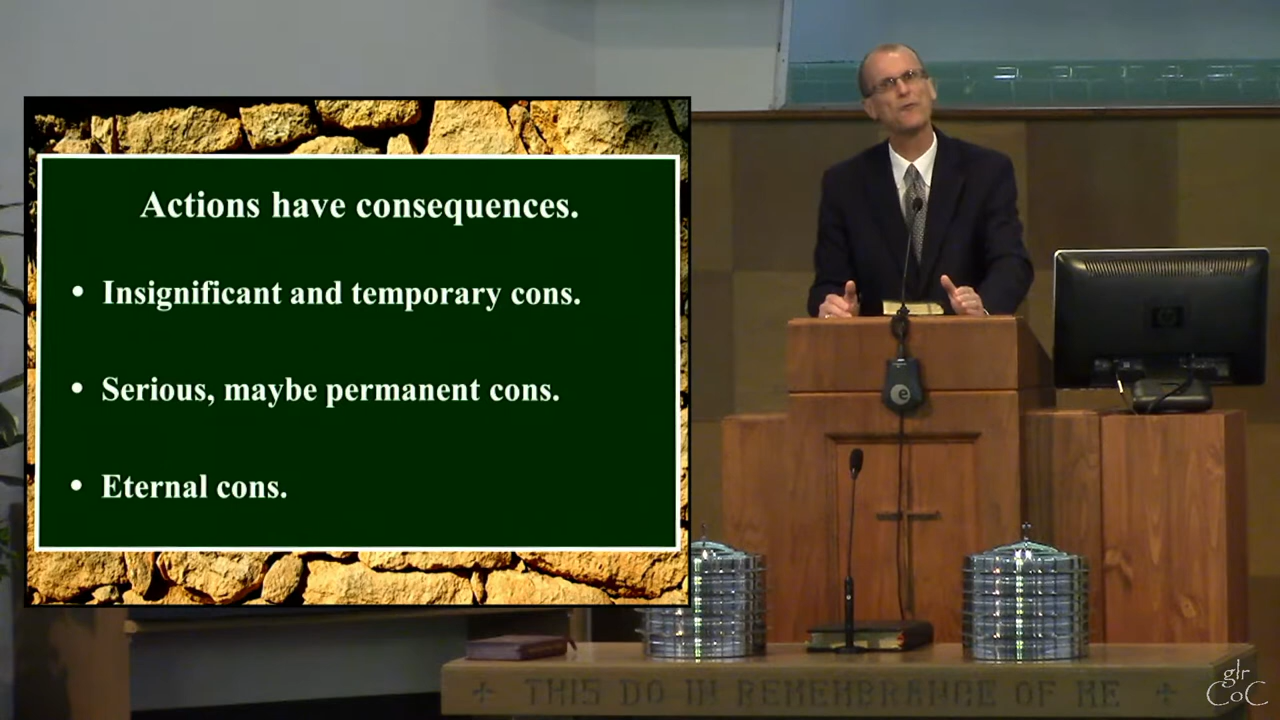 Actions have consequences.
• Insignificant and temporary cons.
• Serious, maybe permanent cons.
• Eternal cons.
hp
e
THIS DO IN REMEMBRANCE OF ME
glr
CoC